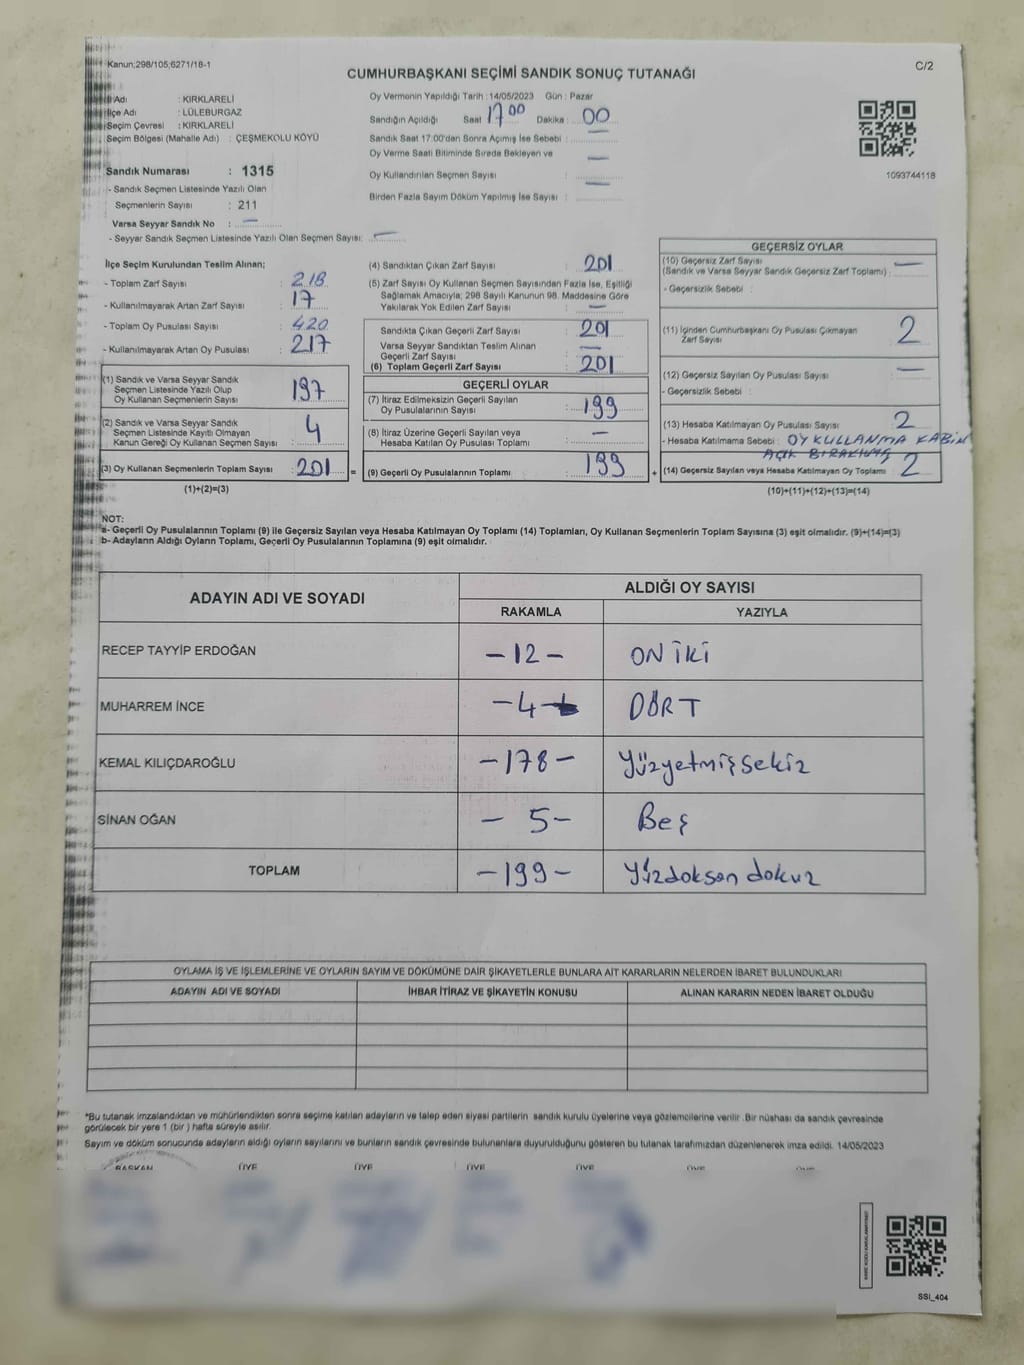 Kanun;298/105;6271/18-1
C/2
CUMHURBAŞKANI SEÇİMİ SANDIK SONUÇ TUTANAĞI
İl Adı : KIRKLARELİ
İlçe Adı : LÜLEBURGAZ
Seçim Çevresi : KIRKLARELİ
Seçim Bölgesi (Mahalle Adı) : ÇEŞMEKOLU KÖYÜ
Sandık Numarası : 1315
- Sandık Seçmen Listesinde Yazılı Olan
Seçmenlerin Sayısı : 211
Varsa Seyyar Sandık No : —
- Seyyar Sandık Seçmen Listesinde Yazılı Olan Seçmen Sayısı: —
Oy Vermenin Yapıldığı Tarih : 14/05/2023 Gün : Pazar
Sandığın Açıldığı Saat 17 00 Dakika : 00
Sandık Saat 17:00'dan Sonra Açımış İse Sebebi : —
Oy Verme Saati Bitiminde Sırada Bekleyen ve
Oy Kullandırılan Seçmen Sayısı : —
Birden Fazla Sayım Döküm Yapılmış İse Sayısı : —
1093744118
İlçe Seçim Kurulundan Teslim Alınan;
- Toplam Zarf Sayısı : 218
- Kullanılmayarak Artan Zarf Sayısı : 17
- Toplam Oy Pusulası Sayısı : 420
- Kullanılmayarak Artan Oy Pusulası : 217
(1) Sandık ve Varsa Seyyar Sandık
Seçmen Listesinde Yazılı Olup
Oy Kullanan Seçmenlerin Sayısı : 197
(2) Sandık ve Varsa Seyyar Sandık
Seçmen Listesinde Kayıtlı Olmayan
Kanun Gereği Oy Kullanan Seçmen Sayısı : 4
(3) Oy Kullanan Seçmenlerin Toplam Sayısı : 201 =
(1)+(2)=(3)
(4) Sandıktan Çıkan Zarf Sayısı : 201
(5) Zarf Sayısı Oy Kullanan Seçmen Sayısından Fazla İse, Eşitliği
Sağlamak Amacıyla; 298 Sayılı Kanunun 98. Maddesine Göre
Yakılarak Yok Edilen Zarf Sayısı : —
Sandıkta Çıkan Geçerli Zarf Sayısı : 201
Varsa Seyyar Sandıktan Teslim Alınan
Geçerli Zarf Sayısı : —
(6) Toplam Geçerli Zarf Sayısı : 201
GEÇERLİ OYLAR
(7) İtiraz Edilmeksizin Geçerli Sayılan
Oy Pusulalarının Sayısı : 199
(8) İtiraz Üzerine Geçerli Sayılan veya
Hesaba Katılan Oy Pusulası Toplamı : —
(9) Geçerli Oy Pusulalarının Toplamı : 199 +
GEÇERSİZ OYLAR
(10) Geçersiz Zarf Sayısı
(Sandık ve Varsa Seyyar Sandık Geçersiz Zarf Toplamı) : —
- Geçersizlik Sebebi :
(11) İçinden Cumhurbaşkanı Oy Pusulası Çıkmayan
Zarf Sayısı : 2
(12) Geçersiz Sayılan Oy Pusulası Sayısı : —
- Geçersizlik Sebebi :
(13) Hesaba Katılmayan Oy Pusulası Sayısı : 2
- Hesaba Katılmama Sebebi : OY KULLANMA KABİN
AÇIK BIRAKILMIŞ
(14) Geçersiz Sayılan veya Hesaba Katılmayan Oy Toplamı : 2
(10)+(11)+(12)+(13)=(14)
NOT:
a- Geçerli Oy Pusulalarının Toplamı (9) ile Geçersiz Sayılan veya Hesaba Katılmayan Oy Toplamı (14) Toplamları, Oy Kullanan Seçmenlerin Toplam Sayısına (3) eşit olmalıdır. (9)+(14)=(3)
b- Adayların Aldığı Oyların Toplamı, Geçerli Oy Pusulalarının Toplamına (9) eşit olmalıdır.
ADAYIN ADI VE SOYADI
ALDIĞI OY SAYISI
RAKAMLA YAZIYLA
RECEP TAYYİP ERDOĞAN -12- ON İKİ
MUHARREM İNCE -4- DÖRT
KEMAL KILIÇDAROĞLU -178- Yüzyetmişsekiz
SİNAN OĞAN - 5- Beş
TOPLAM -199- Yüzdoksan dokuz
OYLAMA İŞ VE İŞLEMLERİNE VE OYLARIN SAYIM VE DÖKÜMÜNE DAİR ŞİKAYETLERLE BUNLARA AİT KARARLARIN NELERDEN İBARET BULUNDUKLARI
ADAYIN ADI VE SOYADI İHBAR İTİRAZ VE ŞİKAYETİN KONUSU ALINAN KARARIN NEDEN İBARET OLDUĞU
*Bu tutanak imzalandıktan ve mühürlendikten sonra seçime katılan adayların ve talep eden siyasi partilerin sandık kurulu üyelerine veya gözlemcilerine verilir. Bir nüshası da sandık çevresinde
görülecek bir yere 1 (bir) hafta süreyle asılır.
Sayım ve döküm sonucunda adayların aldığı oyların sayılarını ve bunların sandık çevresinde bulunanlara duyurulduğunu gösteren bu tutanak tarafımızdan düzenlenerek imza edildi. 14/05/2023
BAŞKAN ÜYE ÜYE ÜYE ÜYE ÜYE ÜYE
SSI_404